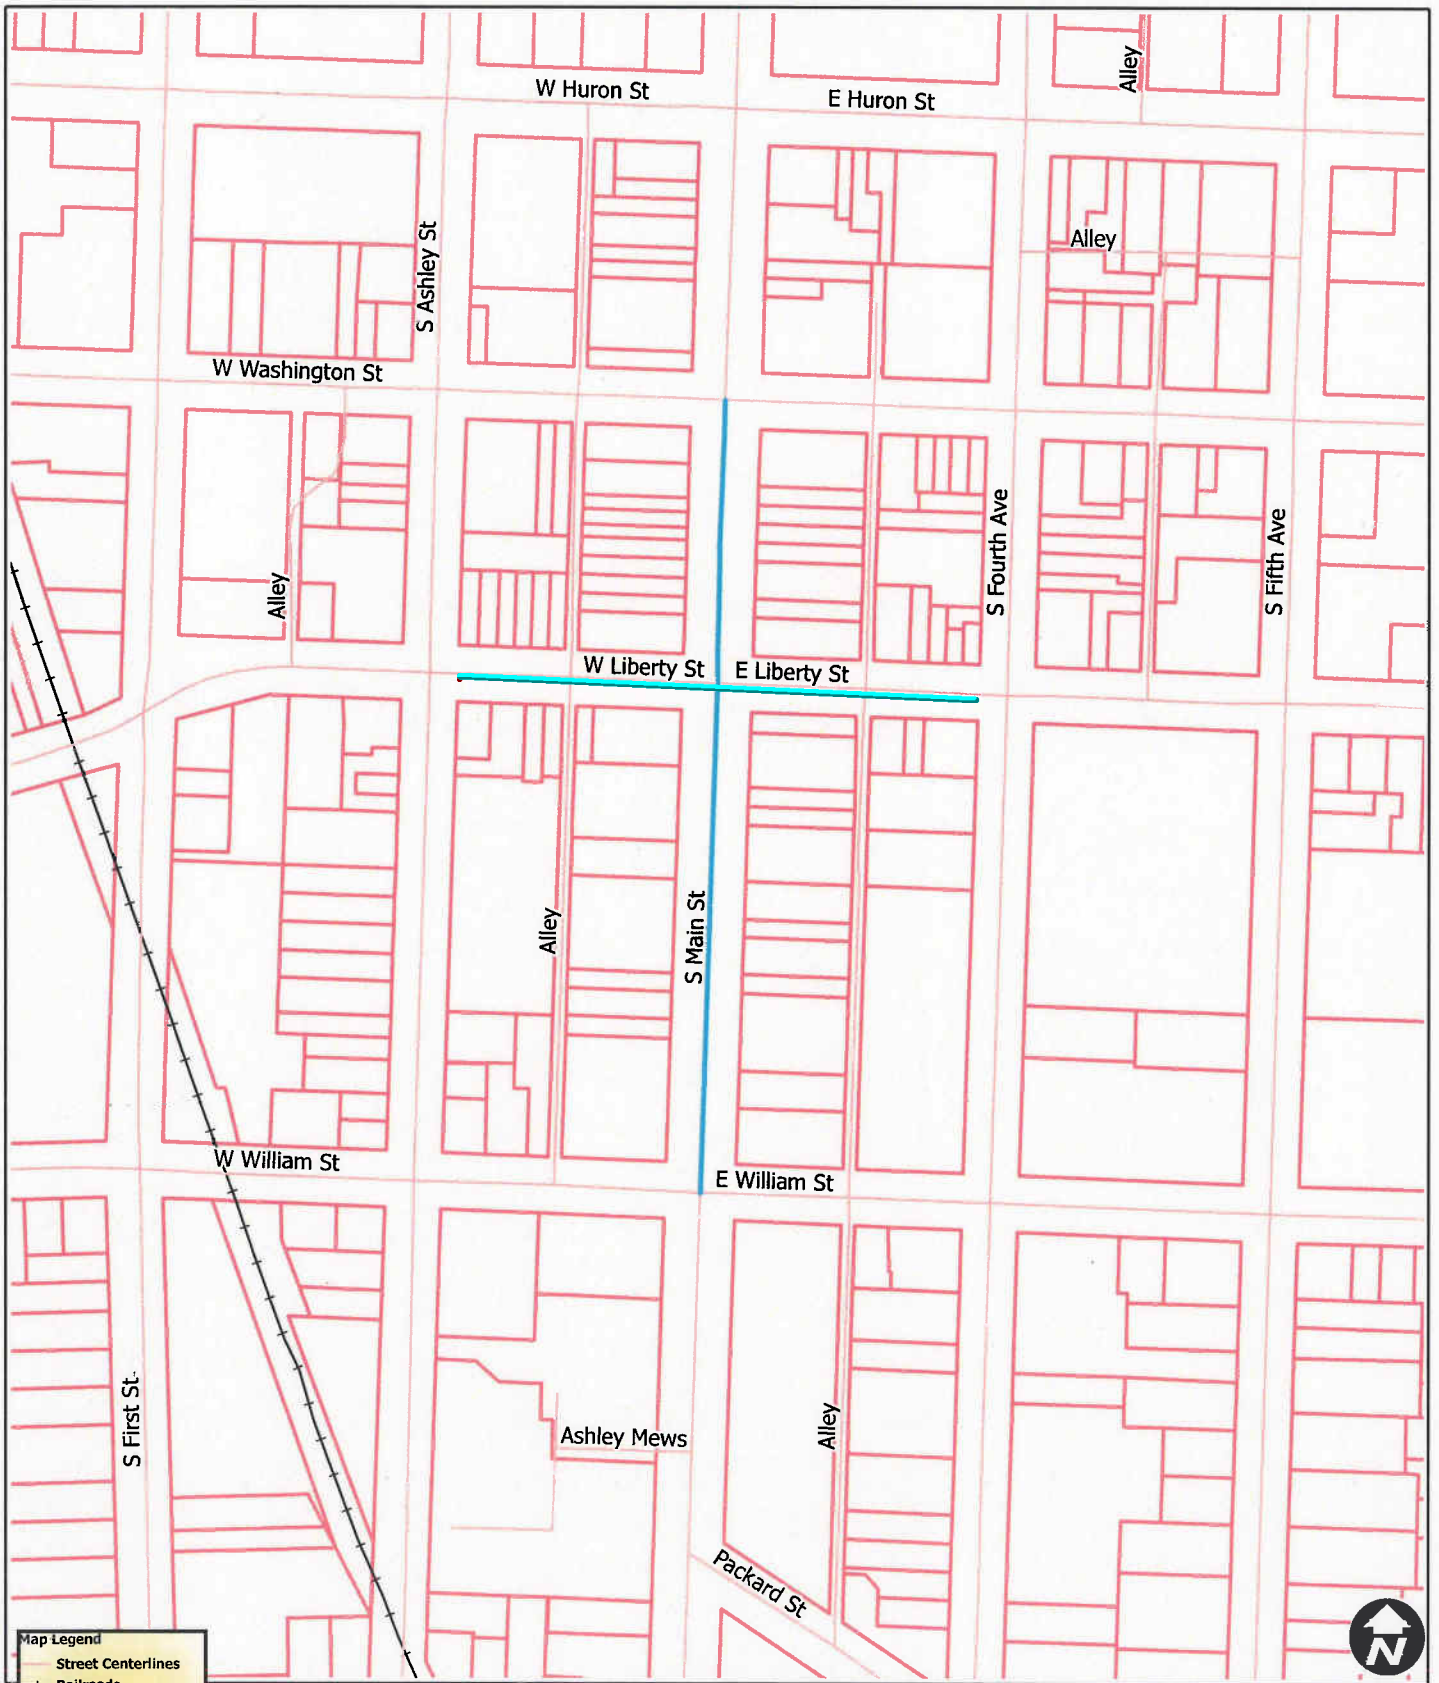 W Huron St
E Huron St
Alley
Alley
S Ashley St
W Washington St
S Fourth Ave
S Fifth Ave
Alley
W Liberty St
E Liberty St
S Main St
Alley
W William St
E William St
S First St
Ashley Mews
Alley
Packard St
Map Legend
Street Centerlines
Railroads
N